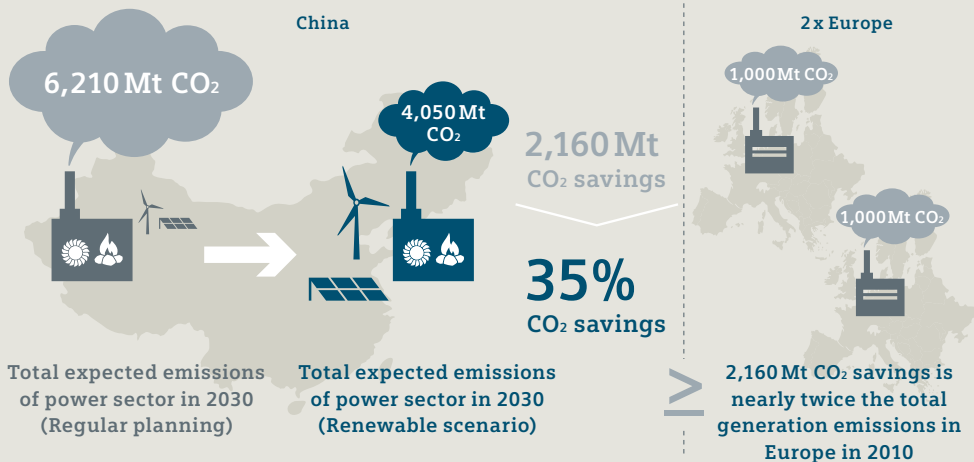 China
6,210 Mt CO₂
4,050 Mt
CO₂
2,160 Mt
CO₂ savings
35%
CO₂ savings
Total expected emissions
of power sector in 2030
(Regular planning)
Total expected emissions
of power sector in 2030
(Renewable scenario)
≥
2 x Europe
1,000 Mt CO₂
1,000 Mt CO₂
2,160 Mt CO₂ savings is
nearly twice the total
generation emissions in
Europe in 2010